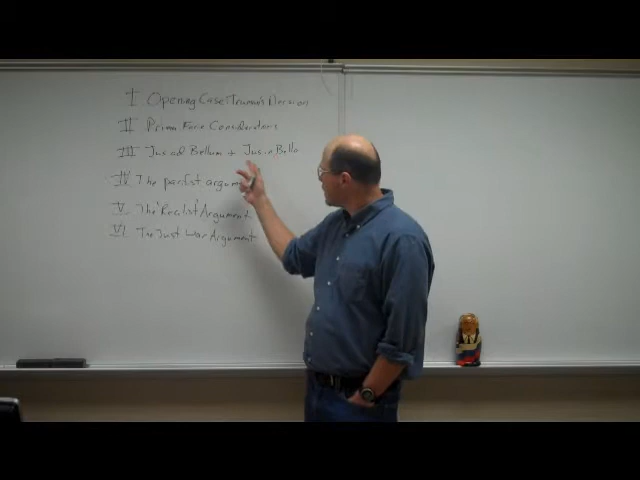 I Opening Case: Truman's Decision
II Prima Facie Considerations
III Jus ad Bellum + Jus in Bello
IV The pacifist argum
V. The "Realist Argument
VI. The Just War Argument